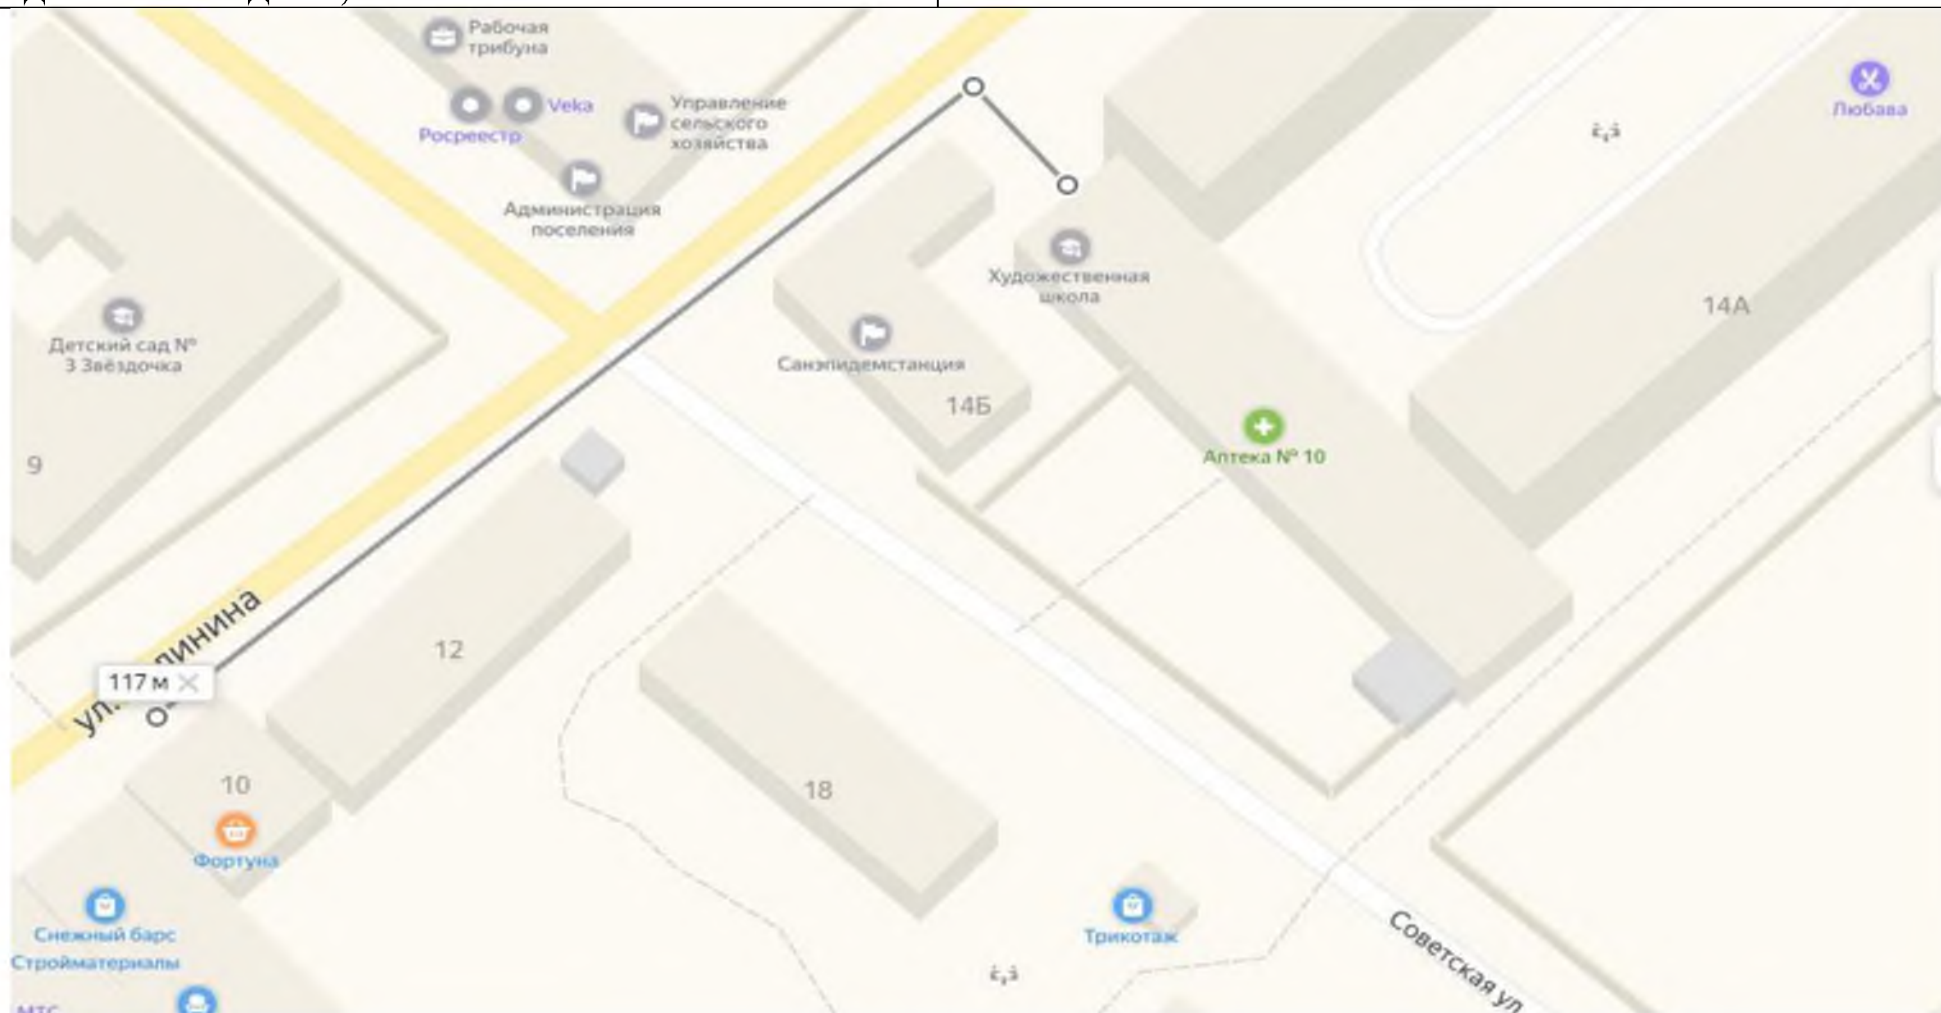 Рабочая
трибуна
Veka
Росреестр
Управление
сельского
хозяйства
Администрация
поселения
Любава
Художественная
школа
Детский сад №
3 Звёздочка
Санэпидемстанция
14А
14Б
9
Аптека № 10
12
117 м
10
18
Фортуна
Снежный барс
Стройматериалы
Трикотаж
Советская ул
МТС